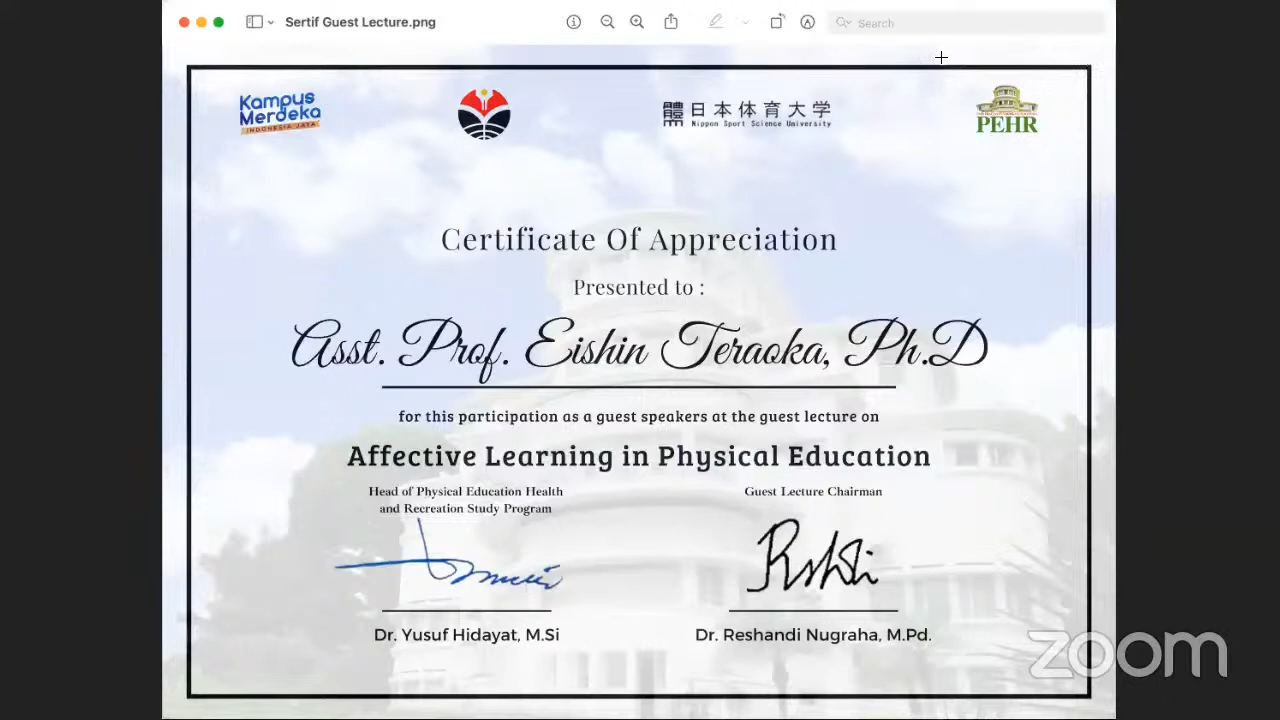 Sertif Guest Lecture.png
Search
Kampus
Merdeka
INDONESIA JAYA
體 日本体育大学
Nippon Sport Science University
PEHR
Certificate Of Appreciation
Presented to :
Asst. Prof. Eishin Teraoka, Ph.D
for this participation as a guest speakers at the guest lecture on
Affective Learning in Physical Education
Head of Physical Education Health
and Recreation Study Program
Guest Lecture Chairman
Dr. Yusuf Hidayat, M.Si
Dr. Reshandi Nugraha, M.Pd.
zoom